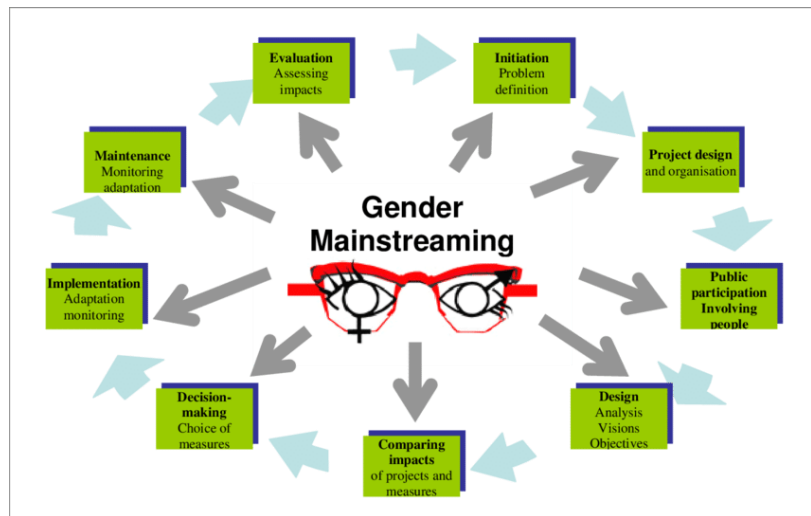 Evaluation
Assessing
impacts
Initiation
Problem
definition
Maintenance
Monitoring
adaptation
Project design
and organisation
Gender
Mainstreaming
Implementation
Adaptation
monitoring
Public
participation
Involving
people
Decision-
making
Choice of
measures
Design
Analysis
Visions
Objectives
Comparing
impacts
of projects and
measures